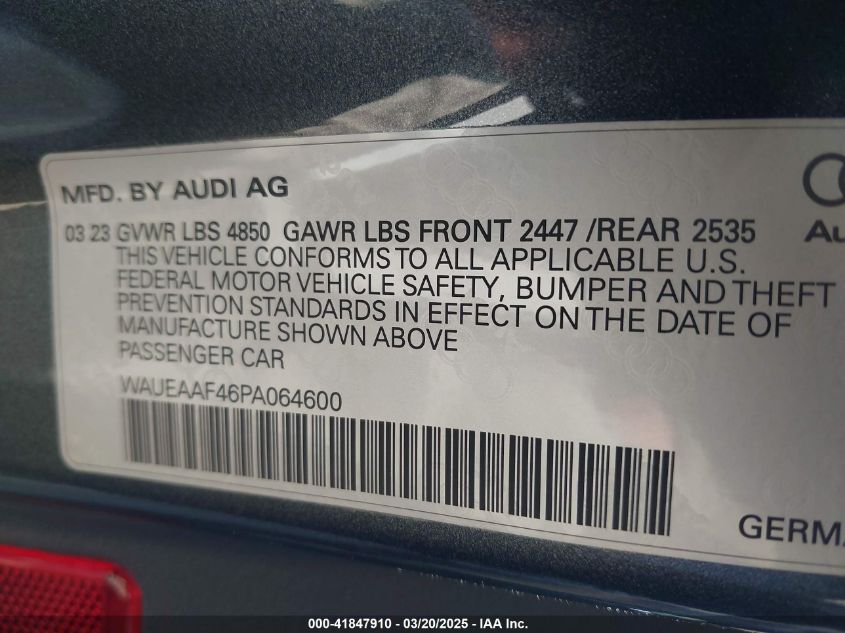 MFD. BY AUDI AG
03 23 GVWR LBS 4850 GAWR LBS FRONT 2447 /REAR 2535
THIS VEHICLE CONFORMS TO ALL APPLICABLE U.S.
FEDERAL MOTOR VEHICLE SAFETY, BUMPER AND THEFT
PREVENTION STANDARDS IN EFFECT ON THE DATE OF
MANUFACTURE SHOWN ABOVE
PASSENGER CAR
WAUEAAF46PA064600
Au
GERMA
000-41847910 - 03/20/2025 - IAA Inc.